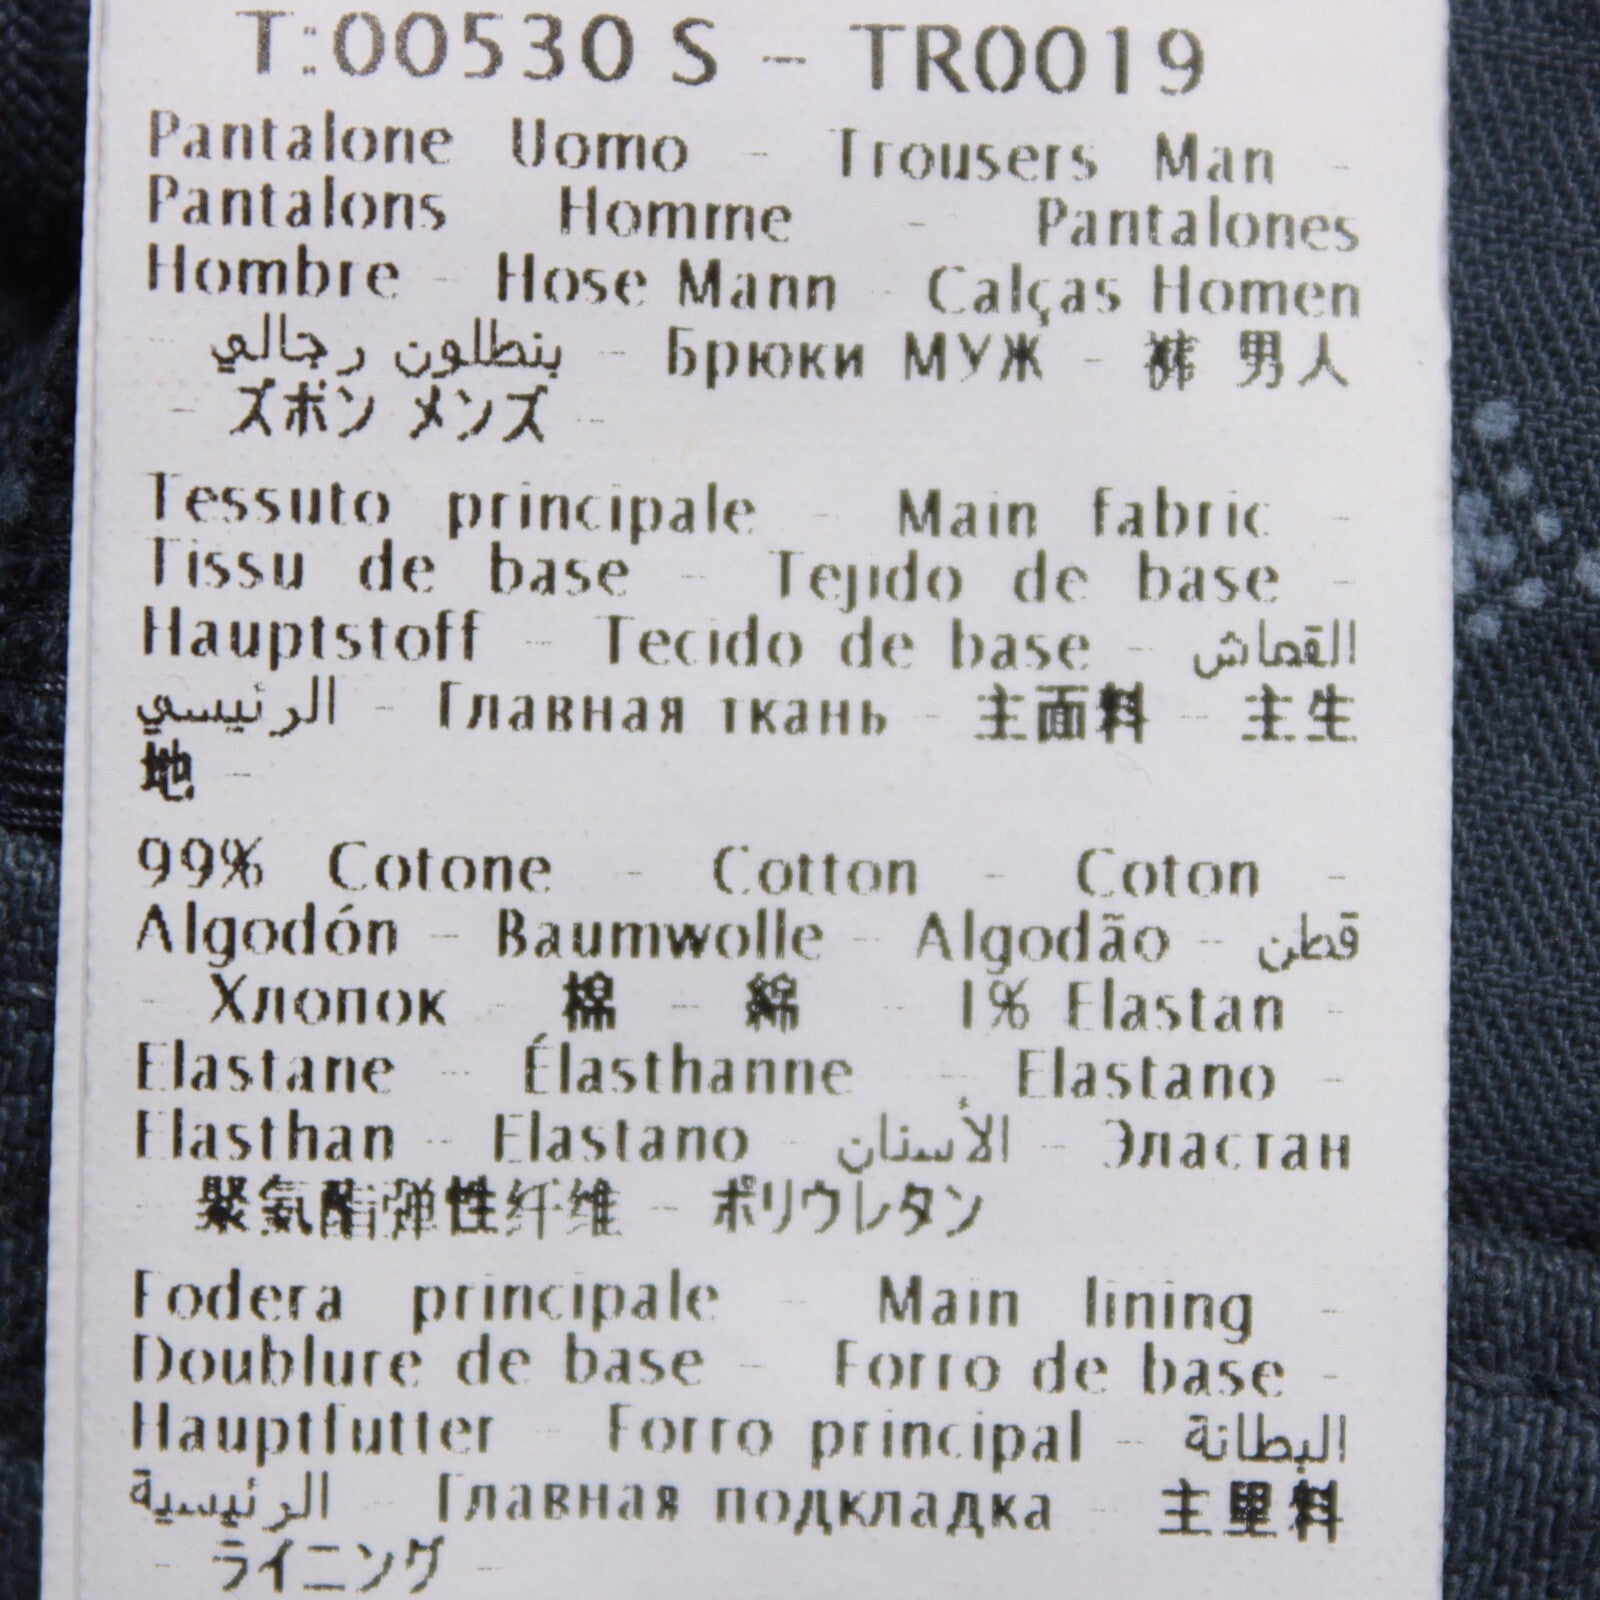 T:00530 S - TR0019
Pantalone Uomo - Trousers Man -
Pantalons Homme - Pantalones
Hombre - Hose Mann - Calças Homen
- بنطلون رجالي - Брюки МУЖ - 裤 男人
- ズボン メンズ -
Tessuto principale - Main fabric -
Tissu de base - Tejido de base -
Hauptstoff - Tecido de base - القماش
الرئيسي - Главная ткань - 主面料 - 主生
地 -
99% Cotone - Cotton - Coton -
Algodón - Baumwolle - Algodão - قطن
- Хлопок - 棉 - 綿 - 1% Elastan -
Elastane - Élasthanne - Elastano -
Elasthan - Elastano - الأستان - Эластан
- 聚氨酯弹性纤维 - ポリウレタン
Fodera principale - Main lining -
Doublure de base - Forro de base -
Hauptfutter - Forro principal - البطانة
الرئيسية - Главная подкладка - 主里料
- ライニング -